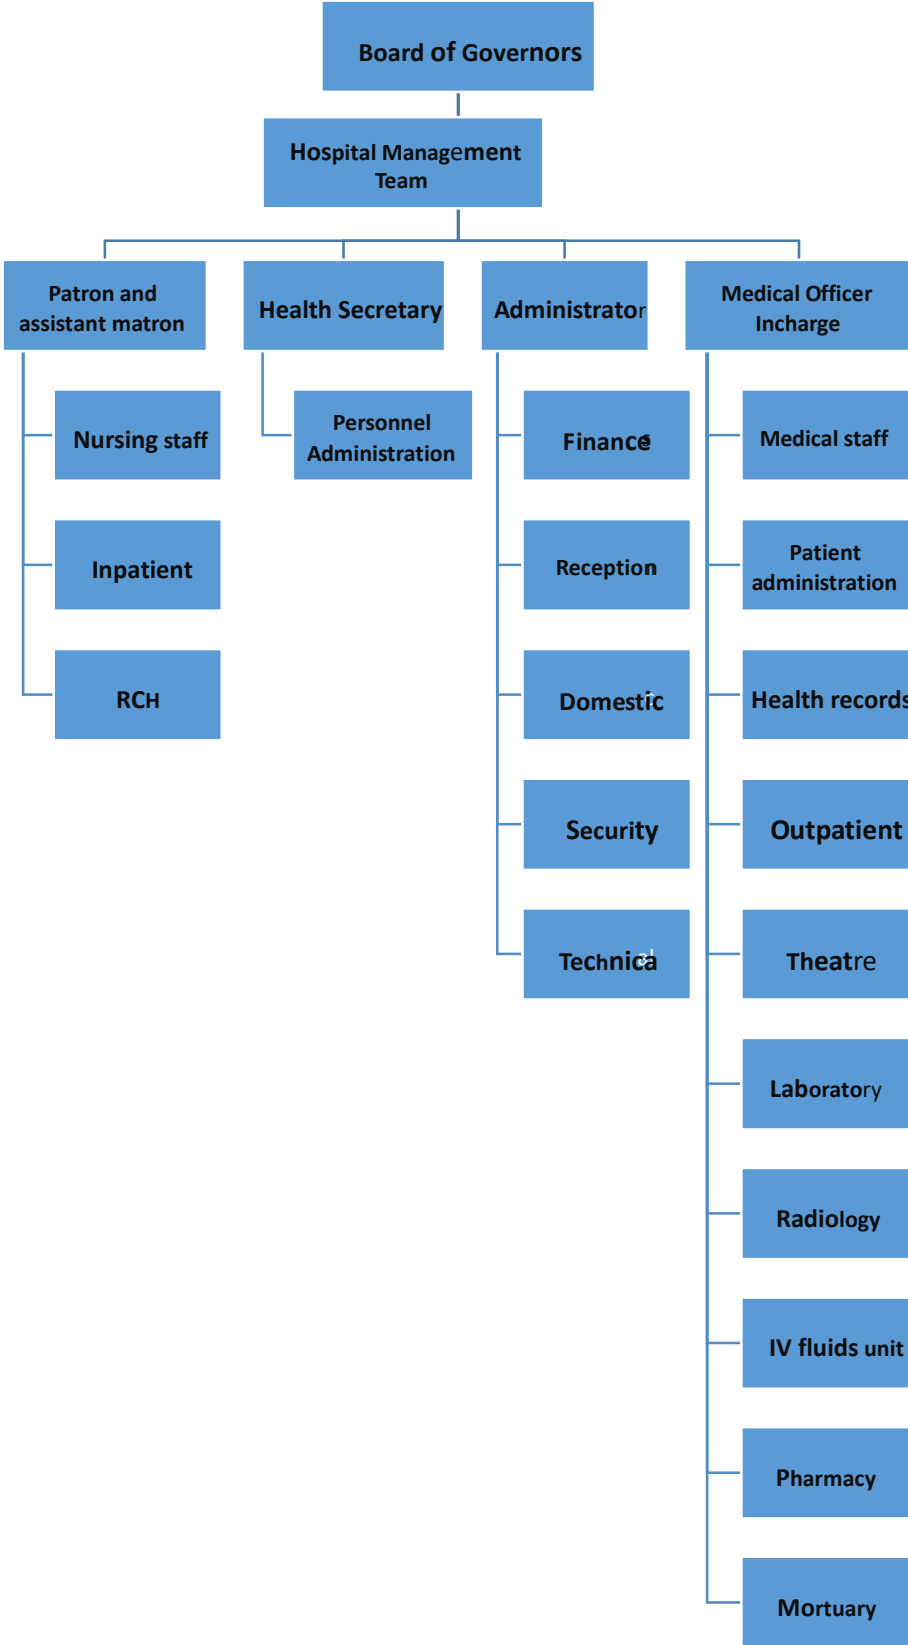 Board of Governors
Hospital Management
Team
Patron and
assistant matron
Health Secretary
Administrator
Medical Officer
Incharge
Nursing staff
Inpatient
RCH
Personnel
Administration
Finance
Reception
Domestic
Security
Technical
Medical staff
Patient
administration
Health records
Outpatient
Theatre
Laboratory
Radiology
IV fluids unit
Pharmacy
Mortuary